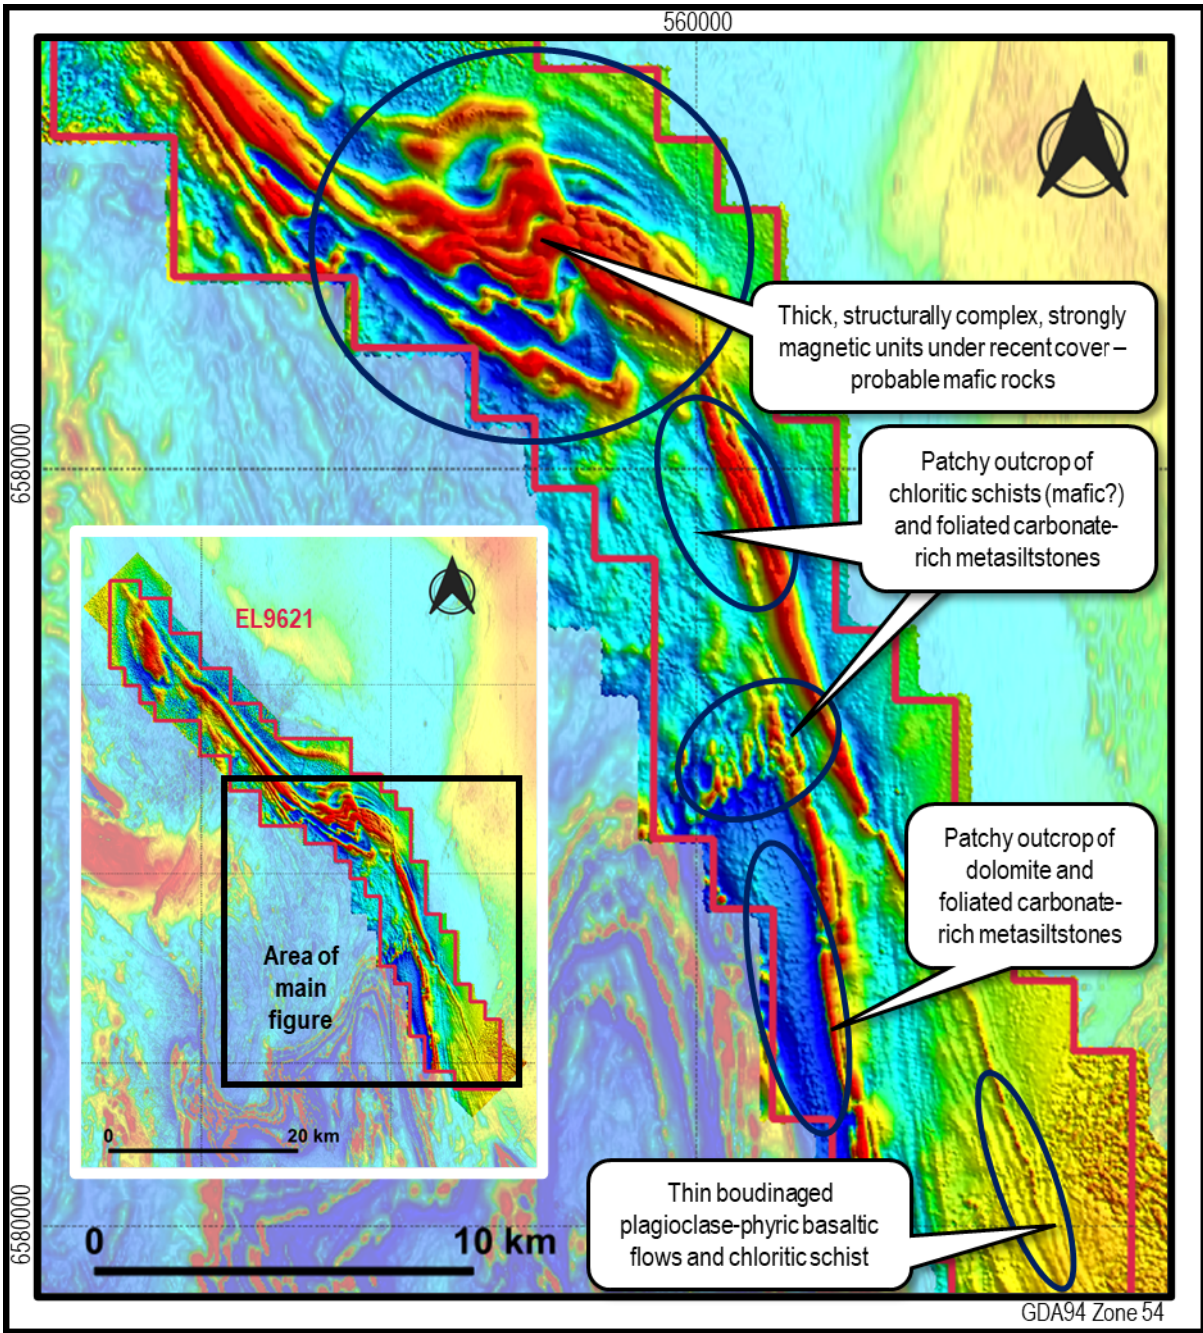 560000
Thick, structurally complex, strongly
magnetic units under recent cover –
probable mafic rocks
6580000
Patchy outcrop of
chloritic schists (mafic?)
and foliated carbonate-
rich metasiltstones
EL9621
Area of
main
figure
0
20 km
Patchy outcrop of
dolomite and
foliated carbonate-
rich metasiltstones
Thin boudinaged
plagioclase-phyric basaltic
flows and chloritic schist
6580000
0
10 km
GDA94 Zone 54